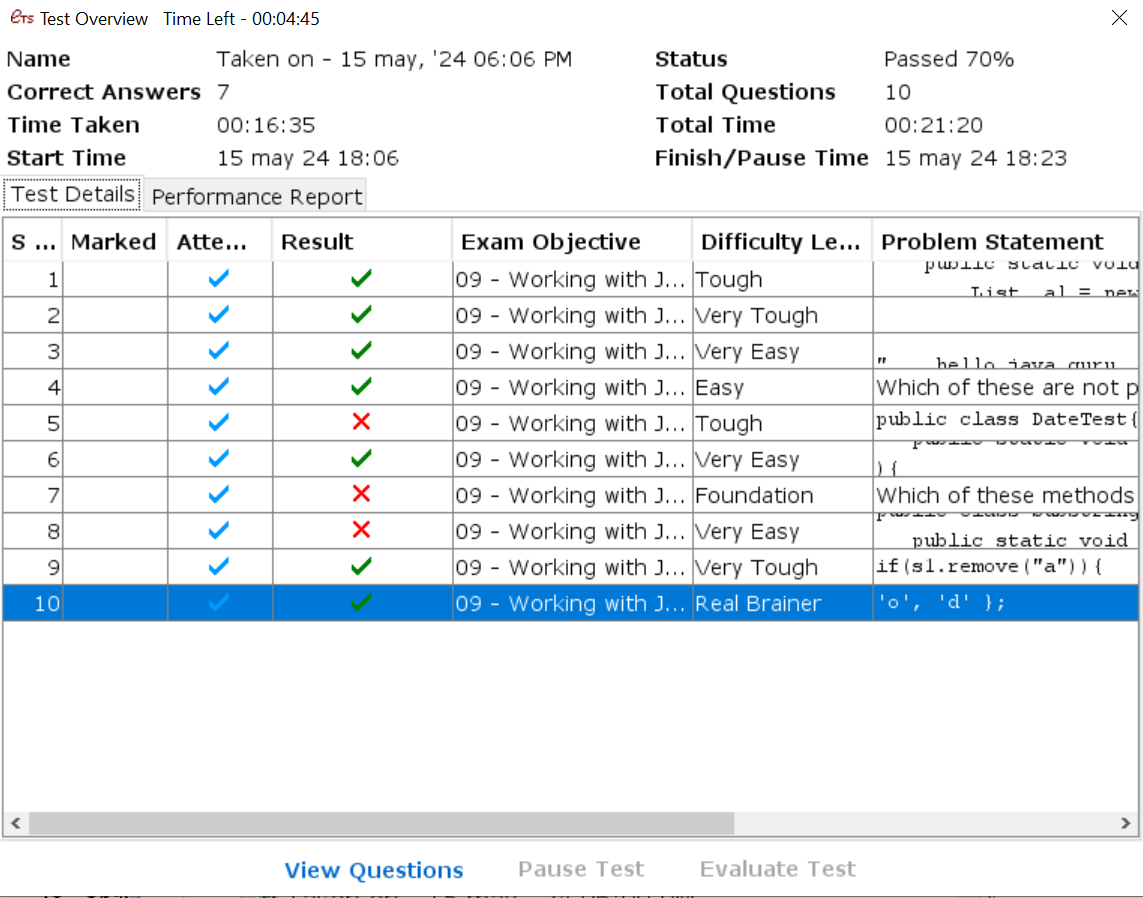 ETS Test Overview Time Left - 00:04:45
Name Taken on - 15 may, '24 06:06 PM Status Passed 70%
Correct Answers 7 Total Questions 10
Time Taken 00:16:35 Total Time 00:21:20
Start Time 15 may 24 18:06 Finish/Pause Time 15 may 24 18:23
Test Details Performance Report
S ... Marked Atte... Result Exam Objective Difficulty Le... Problem Statement
public static void
1 09 - Working with J... Tough List al = new
2 09 - Working with J... Very Tough
3 09 - Working with J... Very Easy " hello java guru
4 09 - Working with J... Easy Which of these are not p
5 09 - Working with J... Tough public class DateTest{
public static void
6 09 - Working with J... Very Easy ){
7 09 - Working with J... Foundation Which of these methods
public class Substring
8 09 - Working with J... Very Easy public static void
9 09 - Working with J... Very Tough if(s1.remove("a")){
10 09 - Working with J... Real Brainer 'o', 'd' };
View Questions Pause Test Evaluate Test